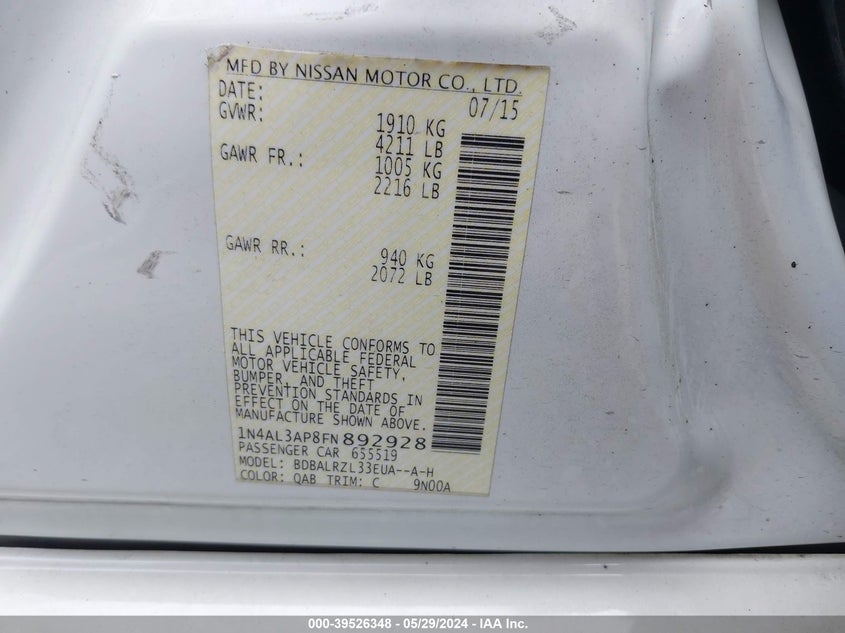 MFD BY NISSAN MOTOR CO., LTD.
DATE: 07/15
GVWR: 1910 KG
4211 LB
GAWR FR.: 1005 KG
2216 LB
GAWR RR.: 940 KG
2072 LB
THIS VEHICLE CONFORMS TO
ALL APPLICABLE FEDERAL
MOTOR VEHICLE SAFETY,
BUMPER, AND THEFT
PREVENTION STANDARDS IN
EFFECT ON THE DATE OF
MANUFACTURE SHOWN ABOVE.
1N4AL3AP8FN892928
PASSENGER CAR 655519
MODEL: BDBALRZL33EUA--A-H
COLOR: QAB TRIM: C 9N00A
000-39526348 - 05/29/2024 - IAA Inc.